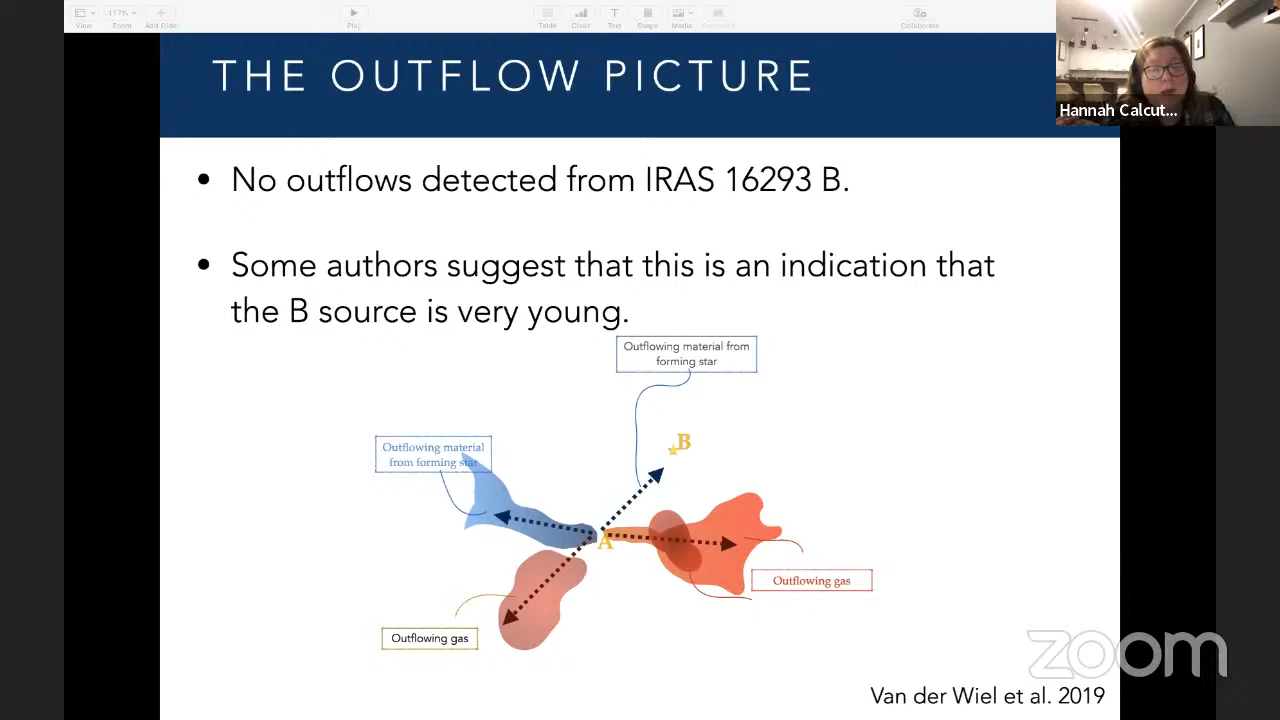 View
117%
Zoom
Add Slide
Play
Table
Chart
Text
Shape
Media
Comment
Collaborate
Hannah Calcut...
THE OUTFLOW PICTURE
• No outflows detected from IRAS 16293 B.
• Some authors suggest that this is an indication that
the B source is very young.
Outflowing material from
forming star
B
Outflowing material
from forming star
A
Outflowing gas
Outflowing gas
zoom
Van der Wiel et al. 2019